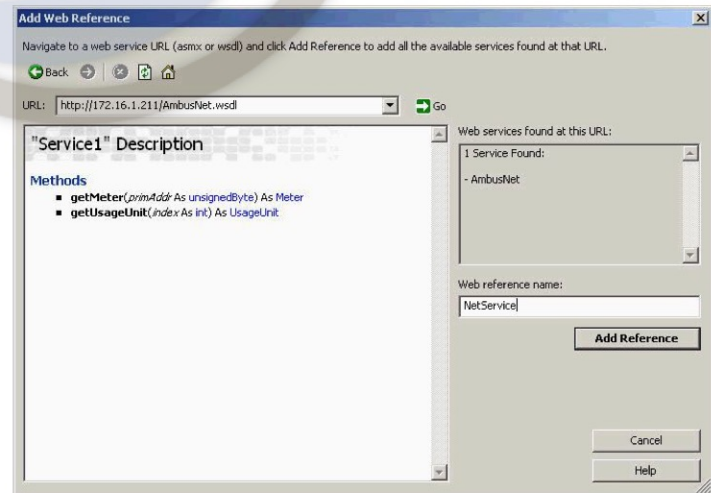 Add Web Reference
Navigate to a web service URL (asmx or wsdl) and click Add Reference to add all the available services found at that URL.
Back
URL: http://172.16.1.211/AmbusNet.wsdl Go
"Service1" Description
Methods
getMeter(primAddr As unsignedByte) As Meter
getUsageUnit(index As int) As UsageUnit
Web services found at this URL:
1 Service Found:
- AmbusNet
Web reference name:
NetService
Add Reference
Cancel
Help